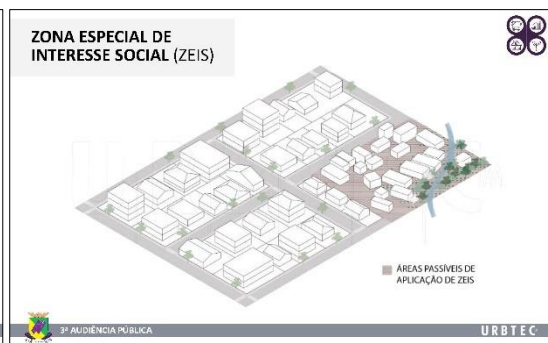 ZONA ESPECIAL DE
INTERESSE SOCIAL (ZEIS)
ÁREAS PASSÍVEIS DE
APLICAÇÃO DE ZEIS
3ª AUDIÊNCIA PÚBLICA
URBTEC